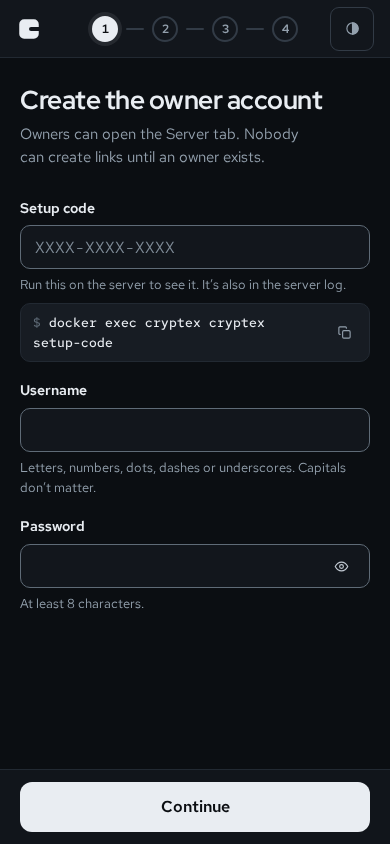 1 2 3 4
Create the owner account
Owners can open the Server tab. Nobody
can create links until an owner exists.
Setup code
XXXX-XXXX-XXXX
Run this on the server to see it. It’s also in the server log.
$ docker exec cryptex cryptex
setup-code
Username
Letters, numbers, dots, dashes or underscores. Capitals
don’t matter.
Password
At least 8 characters.
Continue